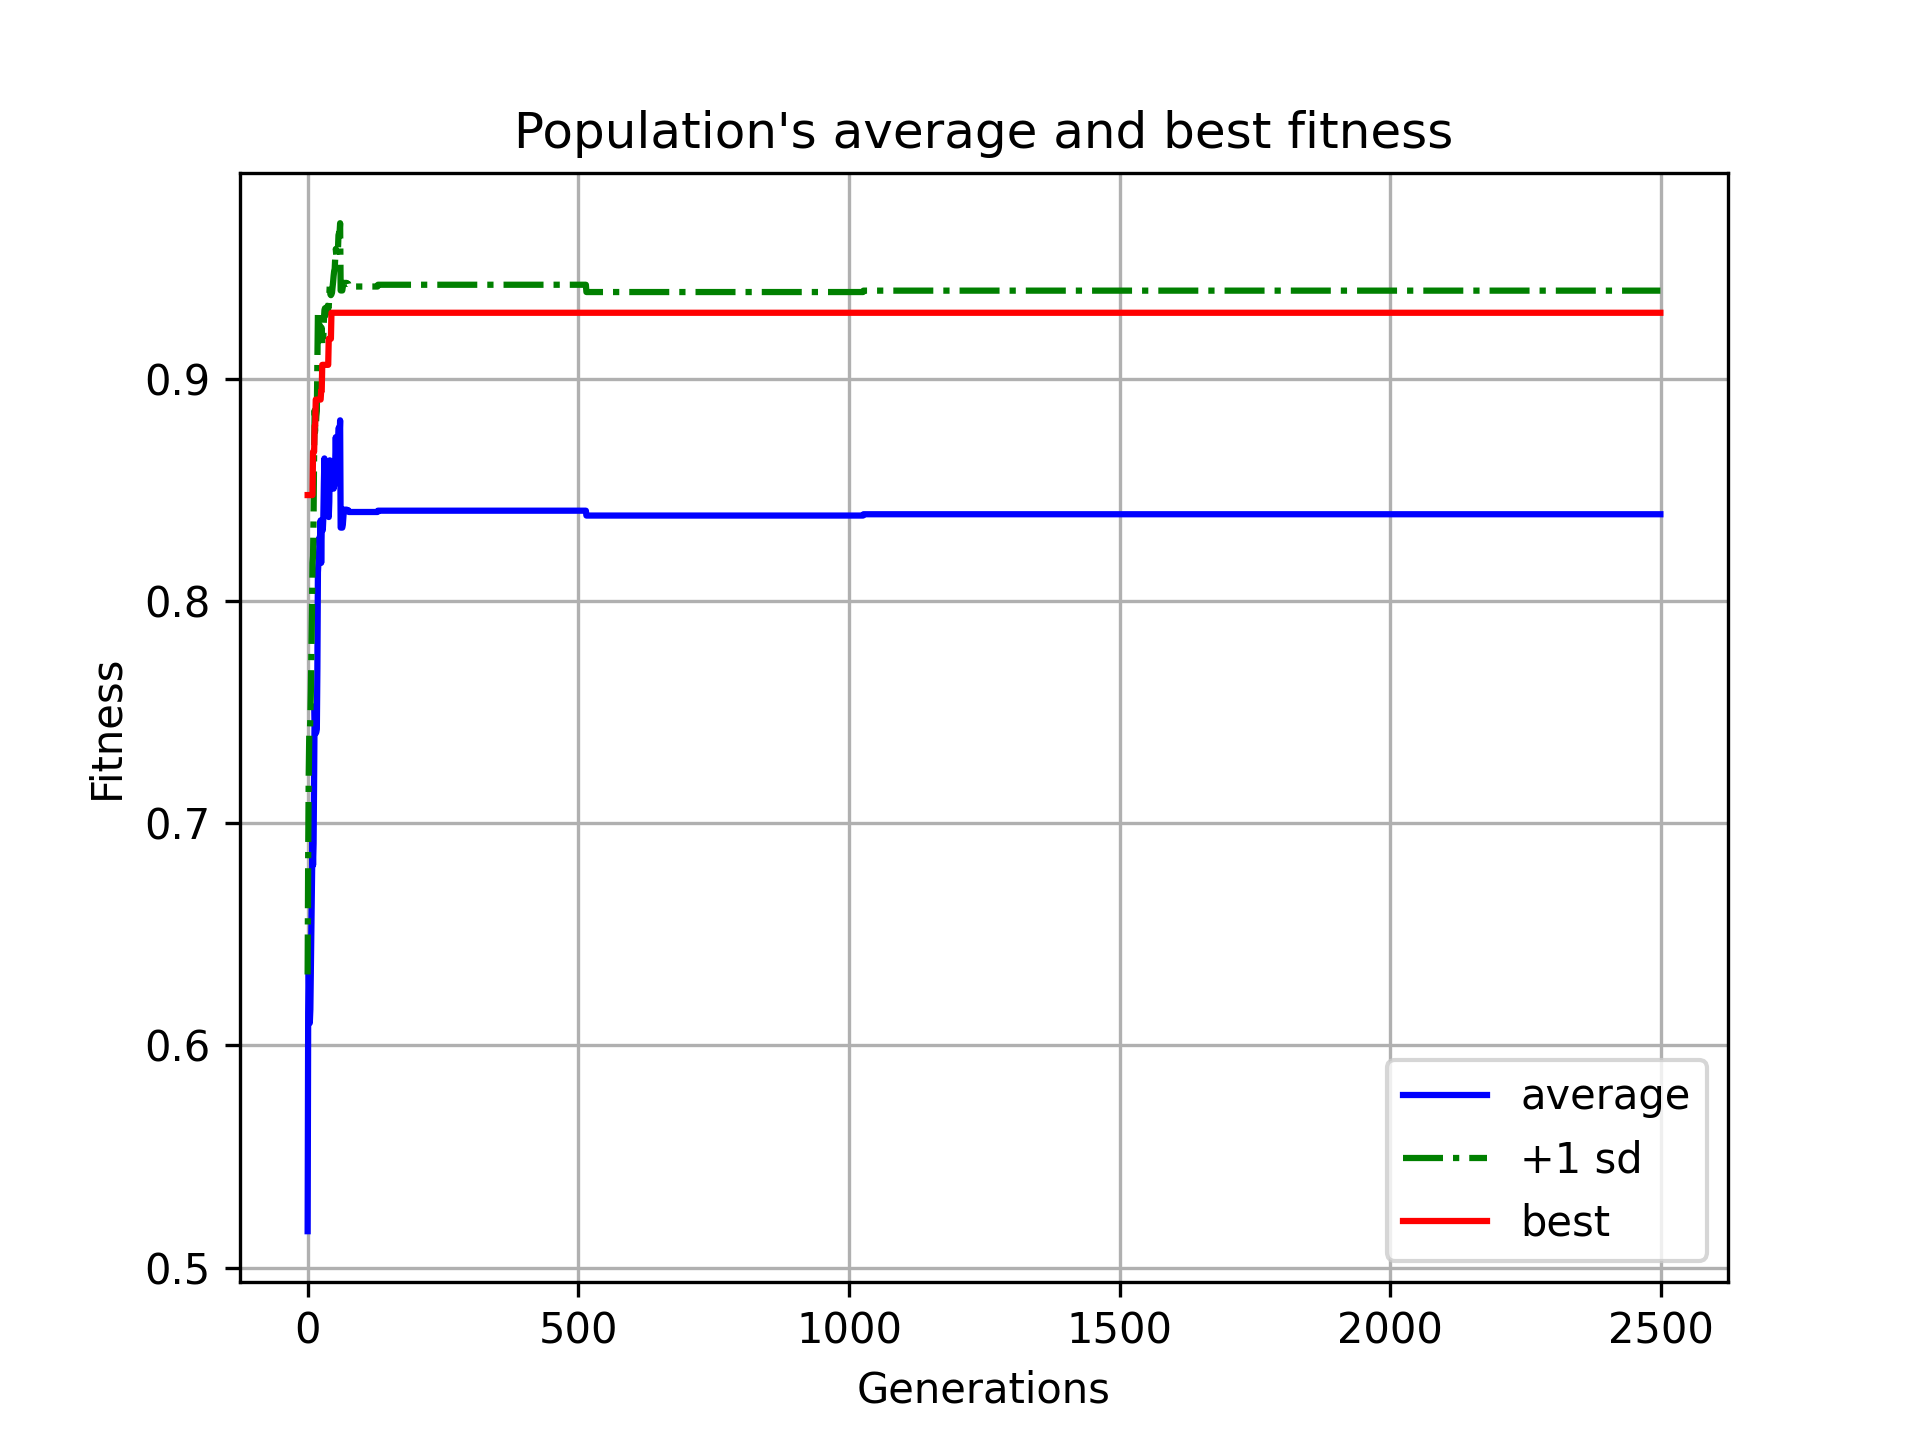 Population's average and best fitness
Fitness
0.9
0.8
0.7
0.6
0.5
0 500 1000 1500 2000 2500
Generations
average
+1 sd
best